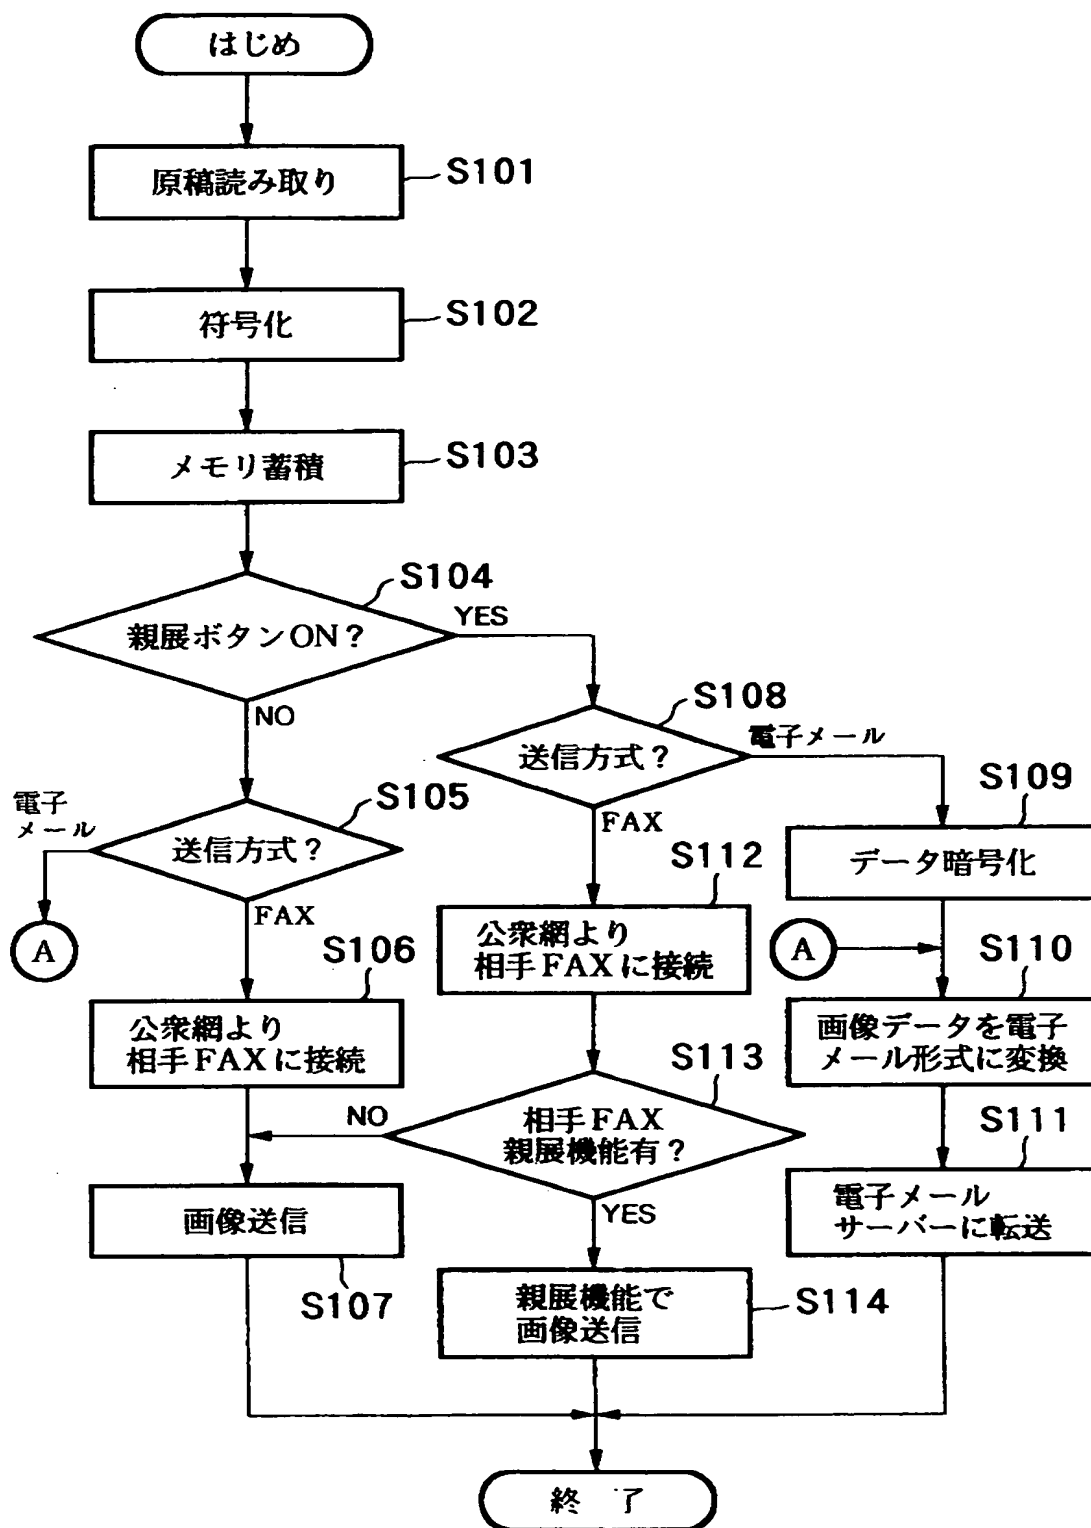 はじめ
原稿読み取り
S101
符号化
S102
メモリ蓄積
S103
S104
親展ボタンON?
YES
NO
S108
送信方式?
電子メール
FAX
S105
電子
メール
送信方式?
FAX
A
S109
データ暗号化
S112
公衆網より
相手FAXに接続
A
S110
画像データを電子
メール形式に変換
S106
公衆網より
相手FAXに接続
S113
相手FAX
親展機能有?
NO
YES
S111
電子メール
サーバーに転送
画像送信
S107
親展機能で
画像送信
S114
終 了